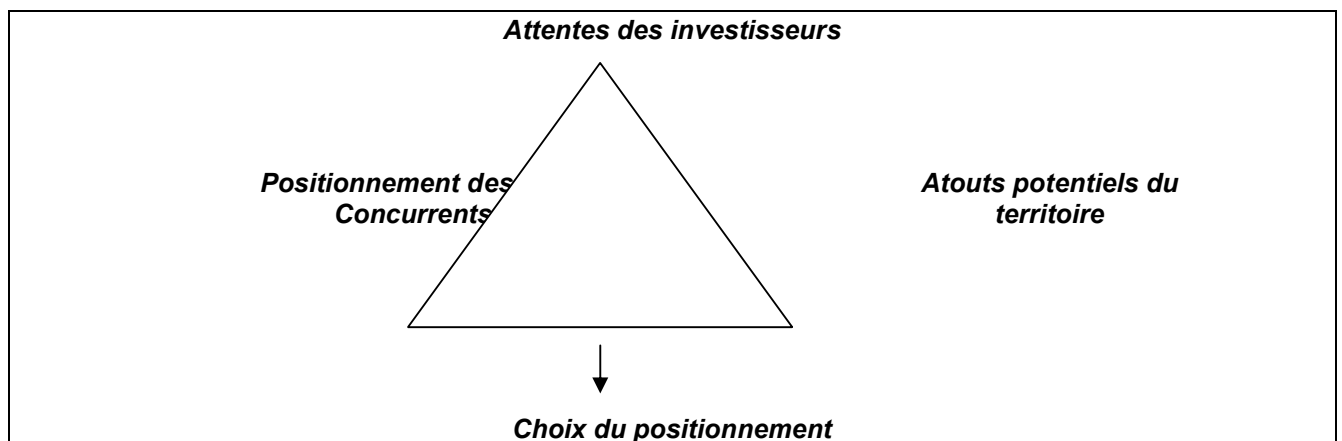 Attentes des investisseurs
Positionnement des
Concurrents
Atouts potentiels du
territoire
Choix du positionnement